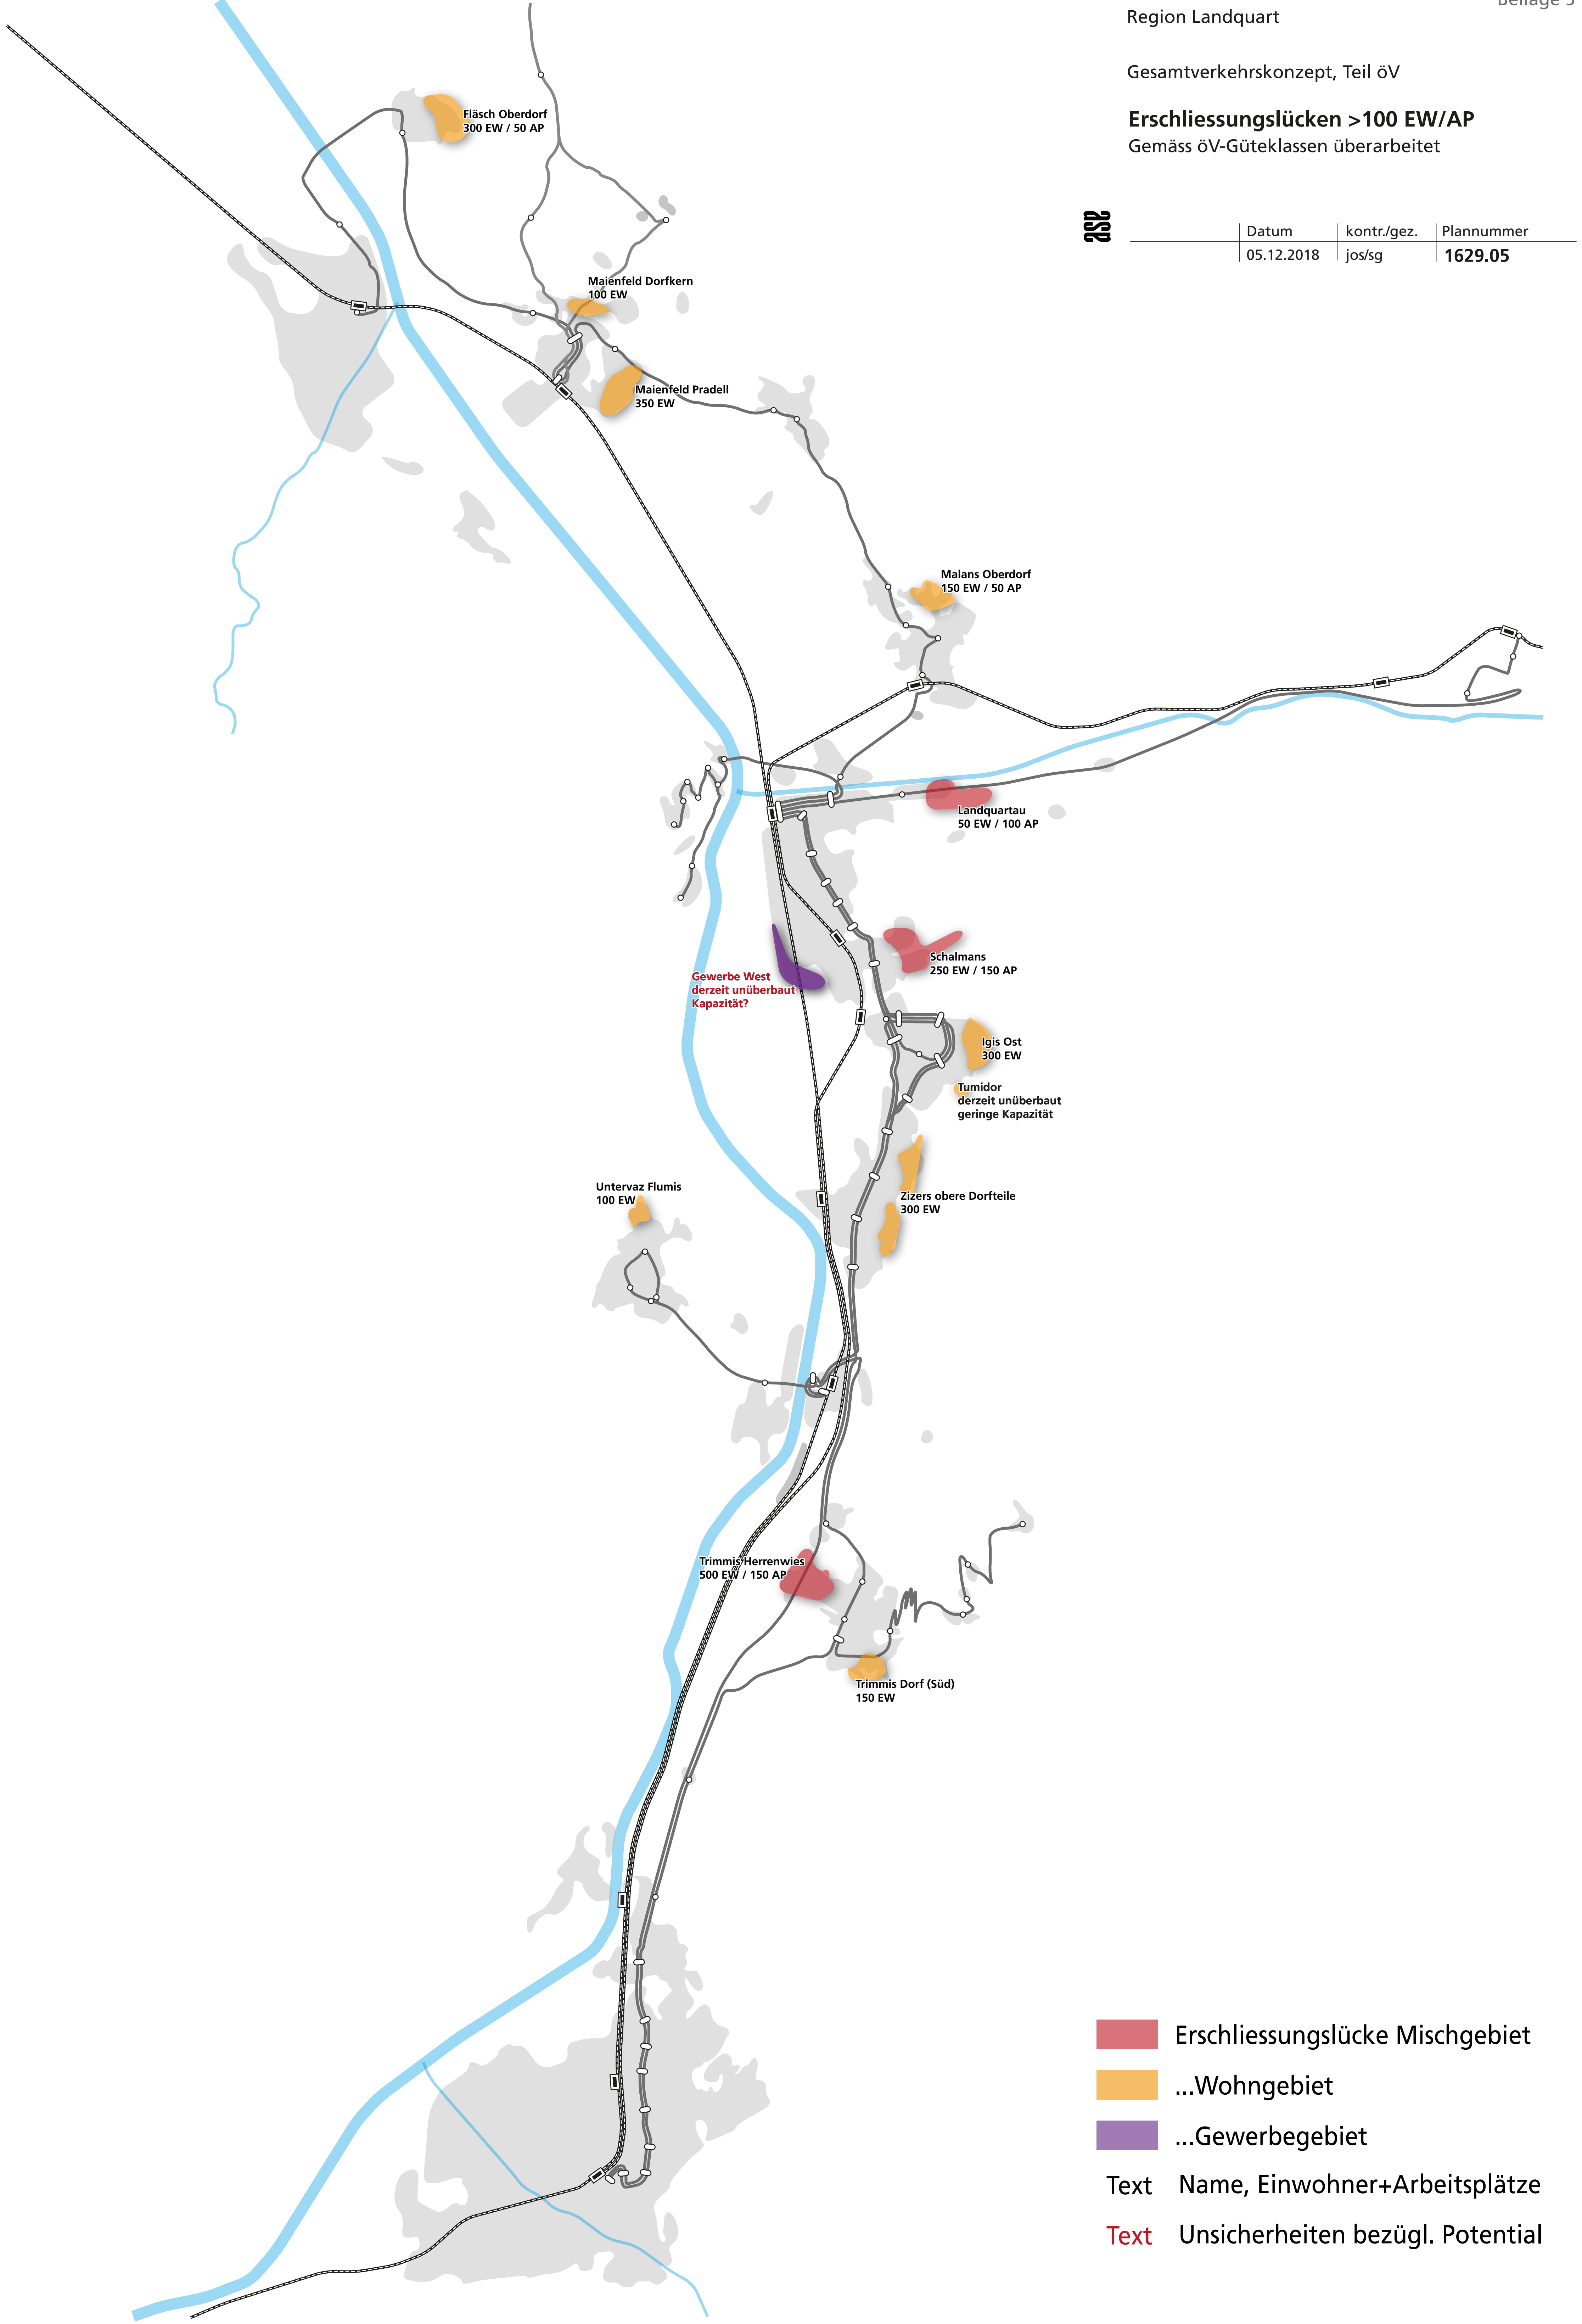 Beilage 5
Region Landquart
Gesamtverkehrskonzept, Teil öV
Erschliessungslücken >100 EW/AP
Gemäss öV-Güteklassen überarbeitet
asa
Datum
kontr./gez.
Plannummer
05.12.2018
jos/sg
1629.05
Fläsch Oberdorf
300 EW / 50 AP
Maienfeld Dorfkern
100 EW
Maienfeld Pradell
350 EW
Malans Oberdorf
150 EW / 50 AP
Landquartau
50 EW / 100 AP
Schalmans
250 EW / 150 AP
Gewerbe West
derzeit unüberbaut
Kapazität?
Igis Ost
300 EW
Tumidor
derzeit unüberbaut
geringe Kapazität
Untervaz Flumis
100 EW
Zizers obere Dorfteile
300 EW
Trimmis Herrenwies
500 EW / 150 AP
Trimmis Dorf (Süd)
150 EW
Erschliessungslücke Mischgebiet
...Wohngebiet
...Gewerbegebiet
Text Name, Einwohner+Arbeitsplätze
Text Unsicherheiten bezügl. Potential